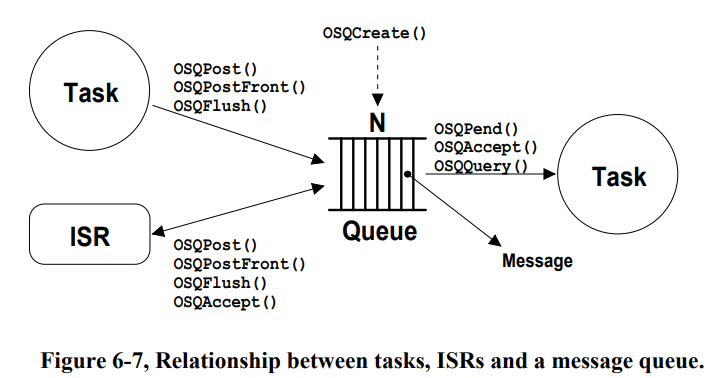 OSQCreate()
Task
OSQPost()
OSQPostFront()
OSQFlush()
N
OSQPend()
OSQAccept()
OSQQuery()
Task
ISR
Queue
OSQPost()
OSQPostFront()
OSQFlush()
OSQAccept()
Message
Figure 6-7, Relationship between tasks, ISRs and a message queue.